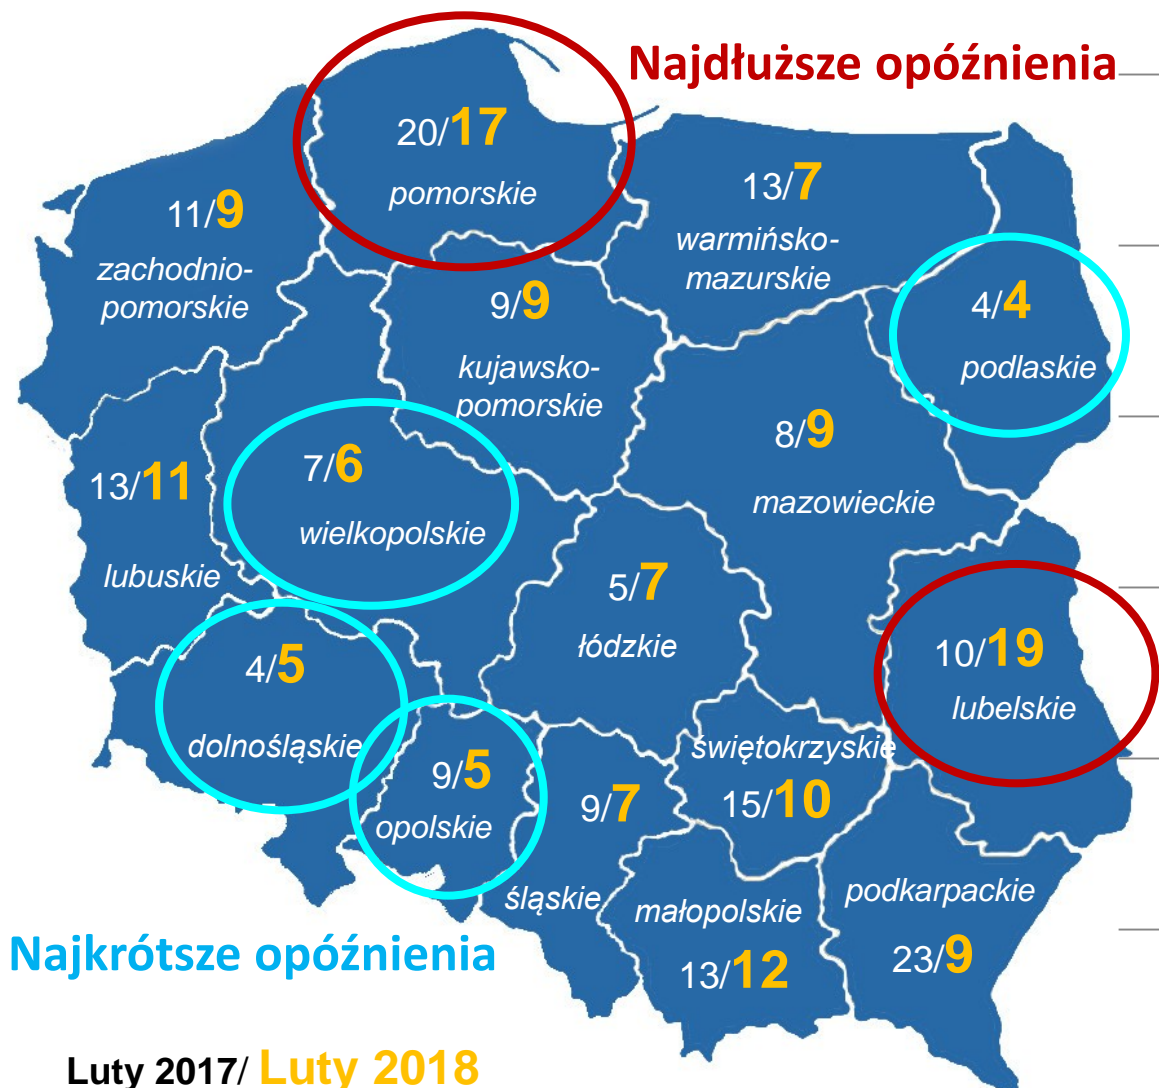 Najdłuższe opóźnienia
20/17
pomorskie
11/9
zachodnio-
pomorskie
13/7
warmińsko-
mazurskie
9/9
kujawsko-
pomorskie
4/4
podlaskie
8/9
mazowieckie
7/6
wielkopolskie
13/11
lubuskie
5/7
łódzkie
10/19
lubelskie
4/5
dolnośląskie
9/5
opolskie
9/7
śląskie
świętokrzyskie
15/10
małopolskie
13/12
podkarpackie
23/9
Najkrótsze opóźnienia
Luty 2017/ Luty 2018